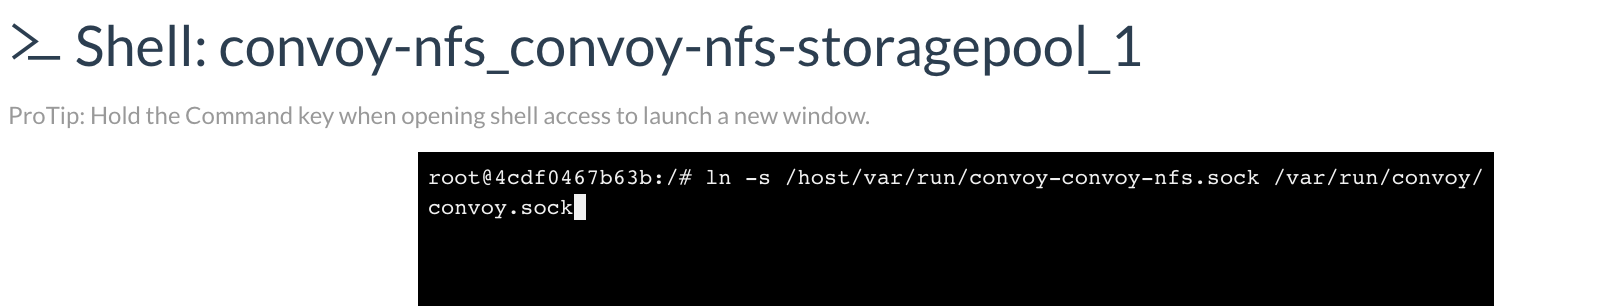 >_ Shell: convoy-nfs_convoy-nfs-storagepool_1
ProTip: Hold the Command key when opening shell access to launch a new window.
root@4cdf0467b63b:/# ln -s /host/var/run/convoy-convoy-nfs.sock /var/run/convoy/
convoy.sock